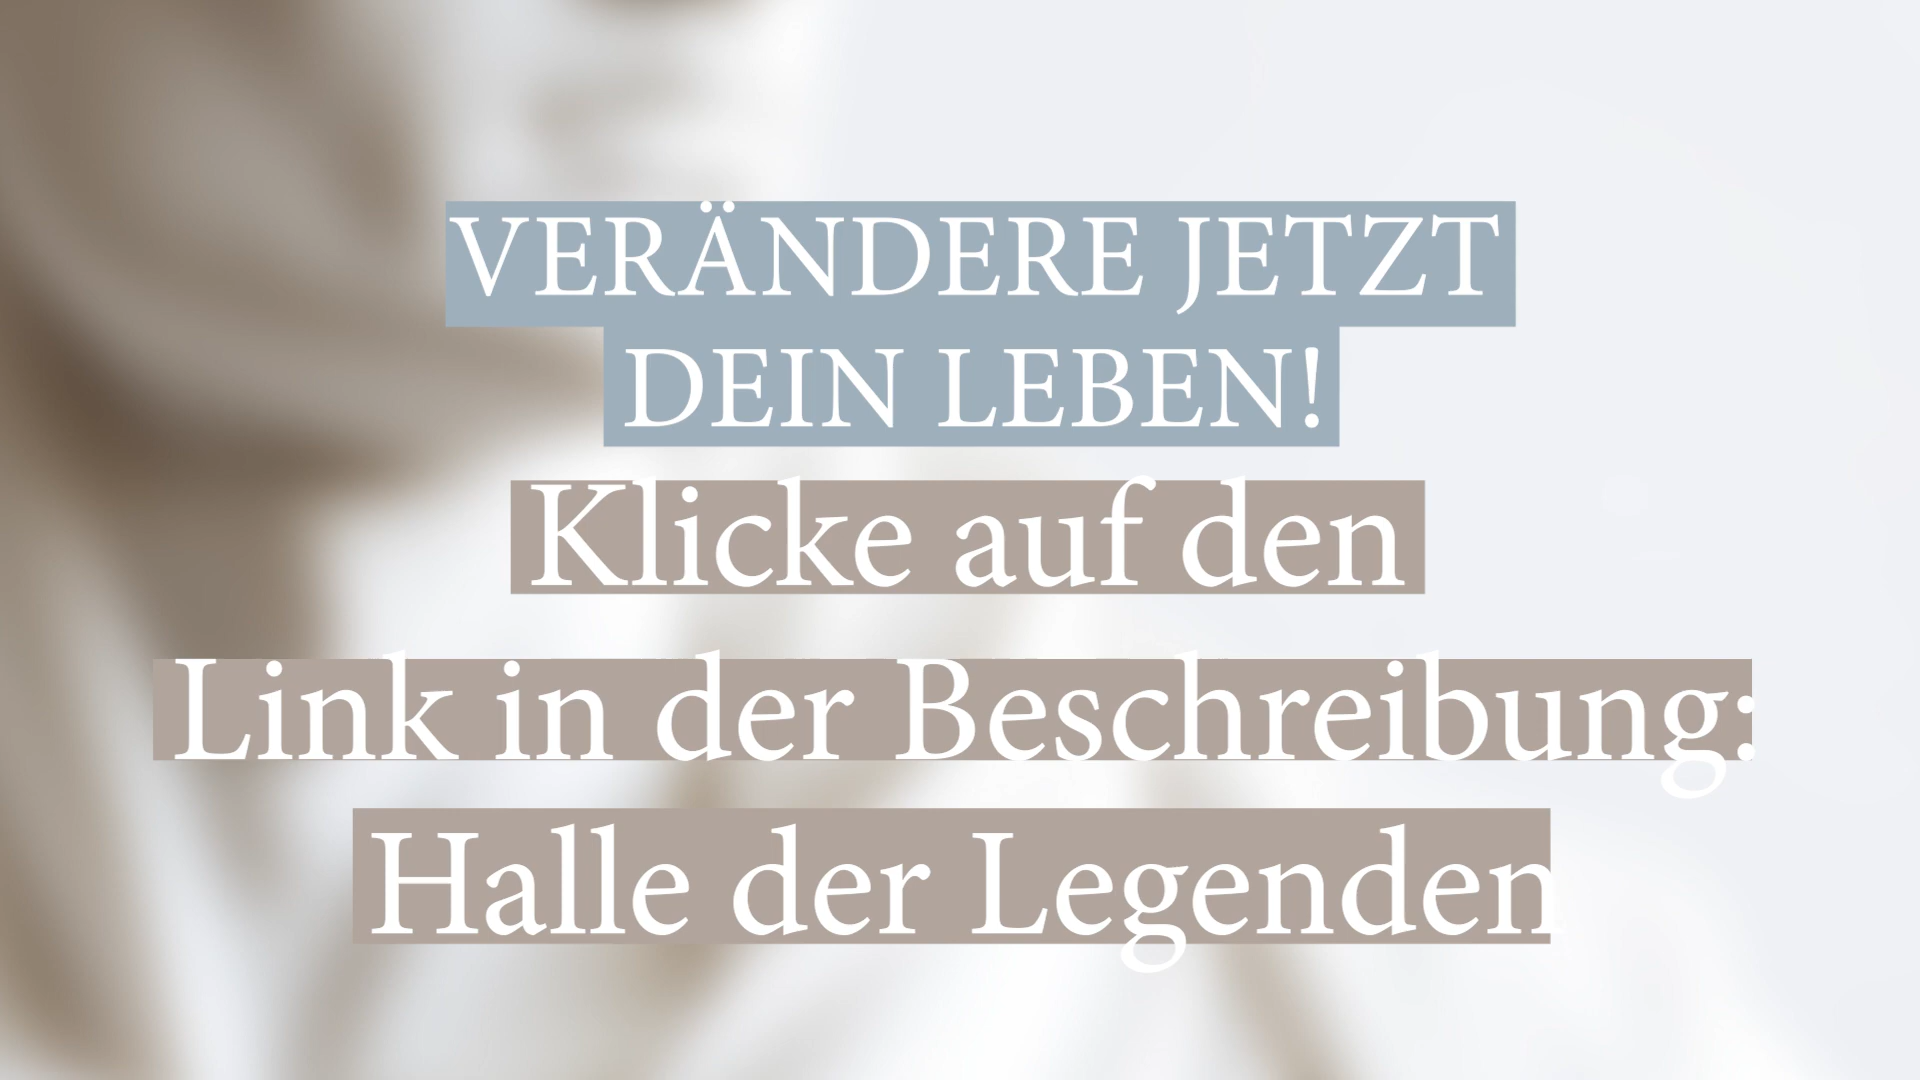 VERÄNDERE JETZT
DEIN LEBEN!
Klicke auf den
Link in der Beschreibung:
Halle der Legenden